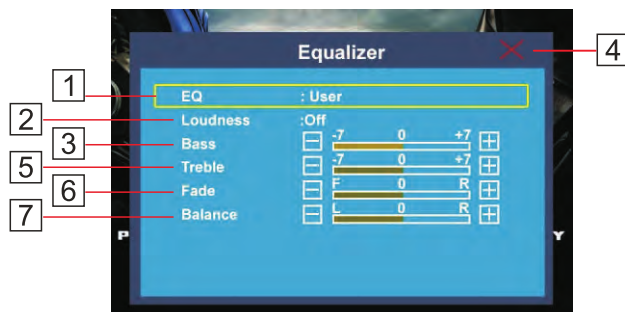 Equalizer
4
1
EQ : User
2
Loudness :Off
3
Bass -7 0 +7
5
Treble -7 0 +7
6
Fade F 0 R
7
Balance L 0 R
P Y